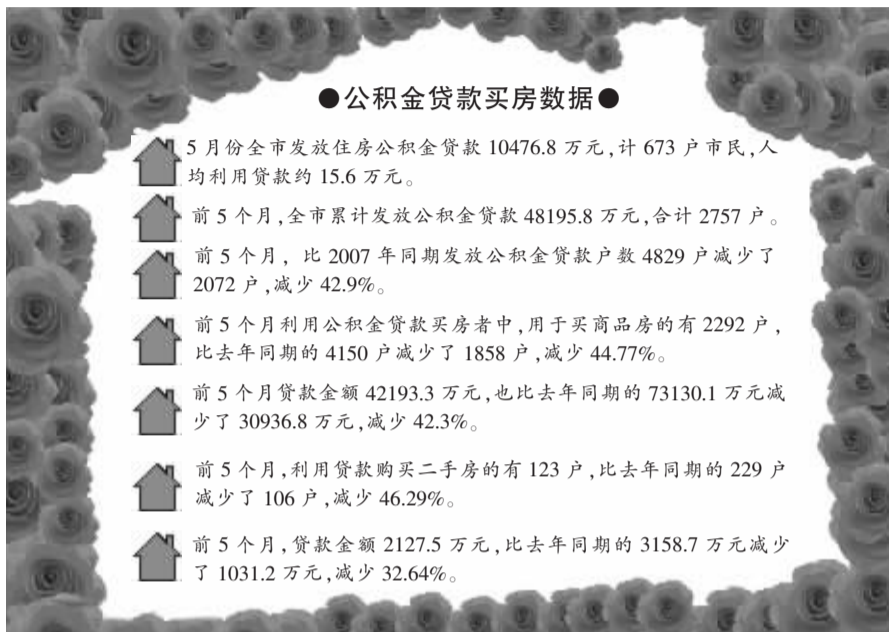 ●公积金贷款买房数据●
5月份全市发放住房公积金贷款10476.8万元,计673户市民,人
均利用贷款约15.6万元。
前5个月,全市累计发放公积金贷款48195.8万元,合计2757户。
前5个月,比2007年同期发放公积金贷款户数4829户减少了
2072户,减少42.9%。
前5个月利用公积金贷款买房者中,用于买商品房的有2292户,
比去年同期的4150户减少了1858户,减少44.77%。
前5个月贷款金额42193.3万元,也比去年同期的73130.1万元减
少了30936.8万元,减少42.3%。
前5个月,利用贷款购买二手房的有123户,比去年同期的229户
减少了106户,减少46.29%。
前5个月,贷款金额2127.5万元,比去年同期的3158.7万元减少
了1031.2万元,减少32.64%。